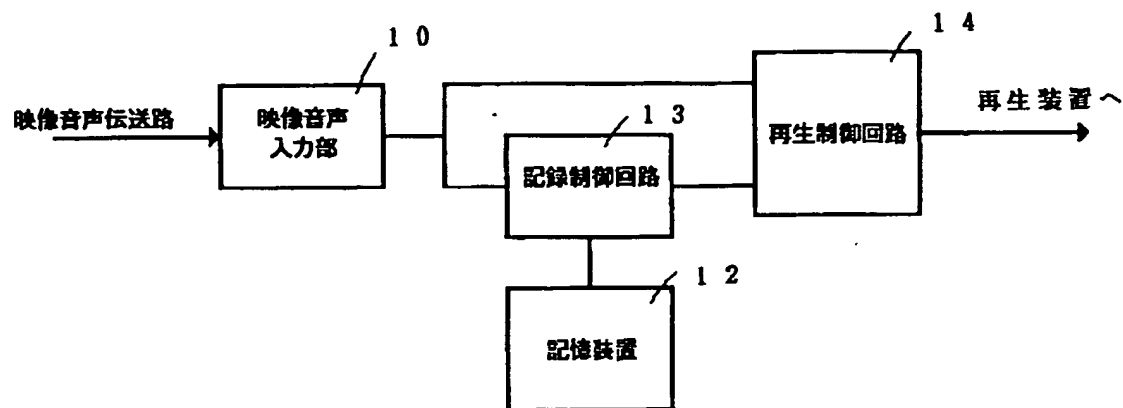 １０
１４
映像音声伝送路
映像音声
入力部
１３
再生制御回路
再生装置へ
記録制御回路
１２
記憶装置